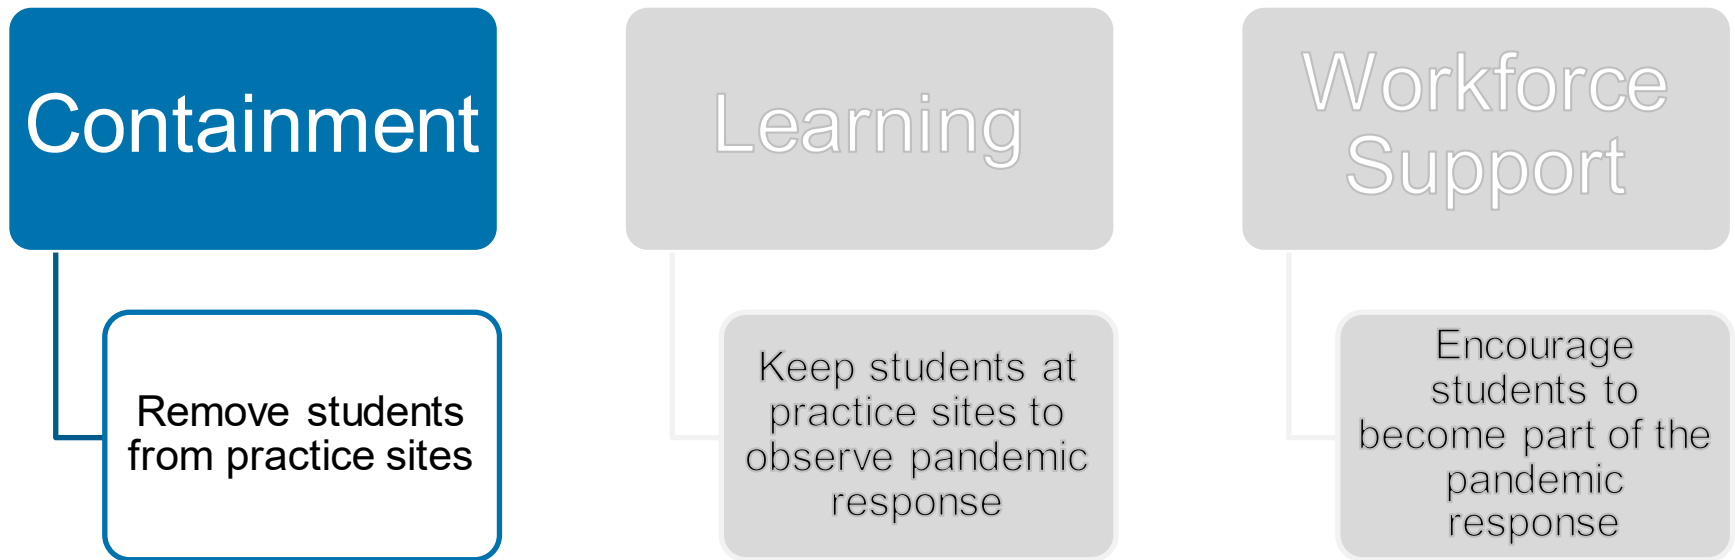 Containment
Remove students
from practice sites
Learning
Keep students at
practice sites to
observe pandemic
response
Workforce
Support
Encourage
students to
become part of the
pandemic
response